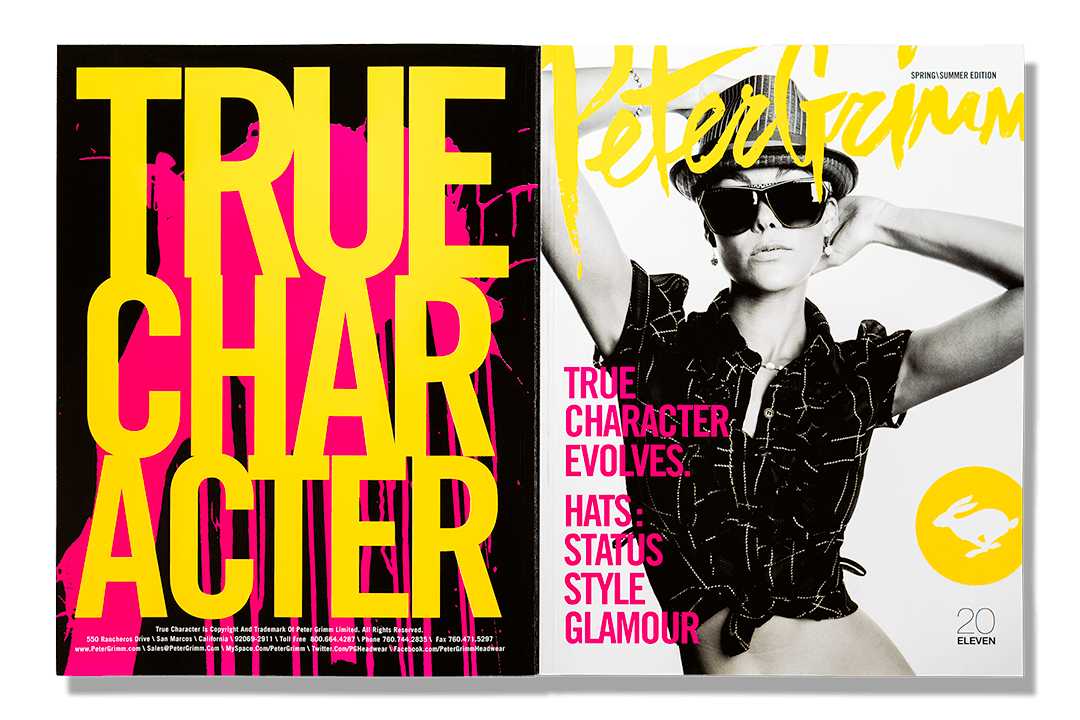 TRUE
CHAR
ACTER
True Character Is Copyright And Trademark Of Peter Grimm Limited. All Rights Reserved.
550 Rancheros Drive \ San Marcos \ California \ 92069-2911 \ Toll Free 800.664.4287 \ Phone 760.744.2835 \ Fax 760.471.5297
www.PeterGrimm.com \ Sales@PeterGrimm.Com \ MySpace.Com/PeterGrimm \ Twitter.Com/PGHeadwear \ Facebook.com/PeterGrimmHeadwear
PeterGrimm
SPRING\SUMMER EDITION
TRUE
CHARACTER
EVOLVES.
HATS:
STATUS
STYLE
GLAMOUR
20
ELEVEN